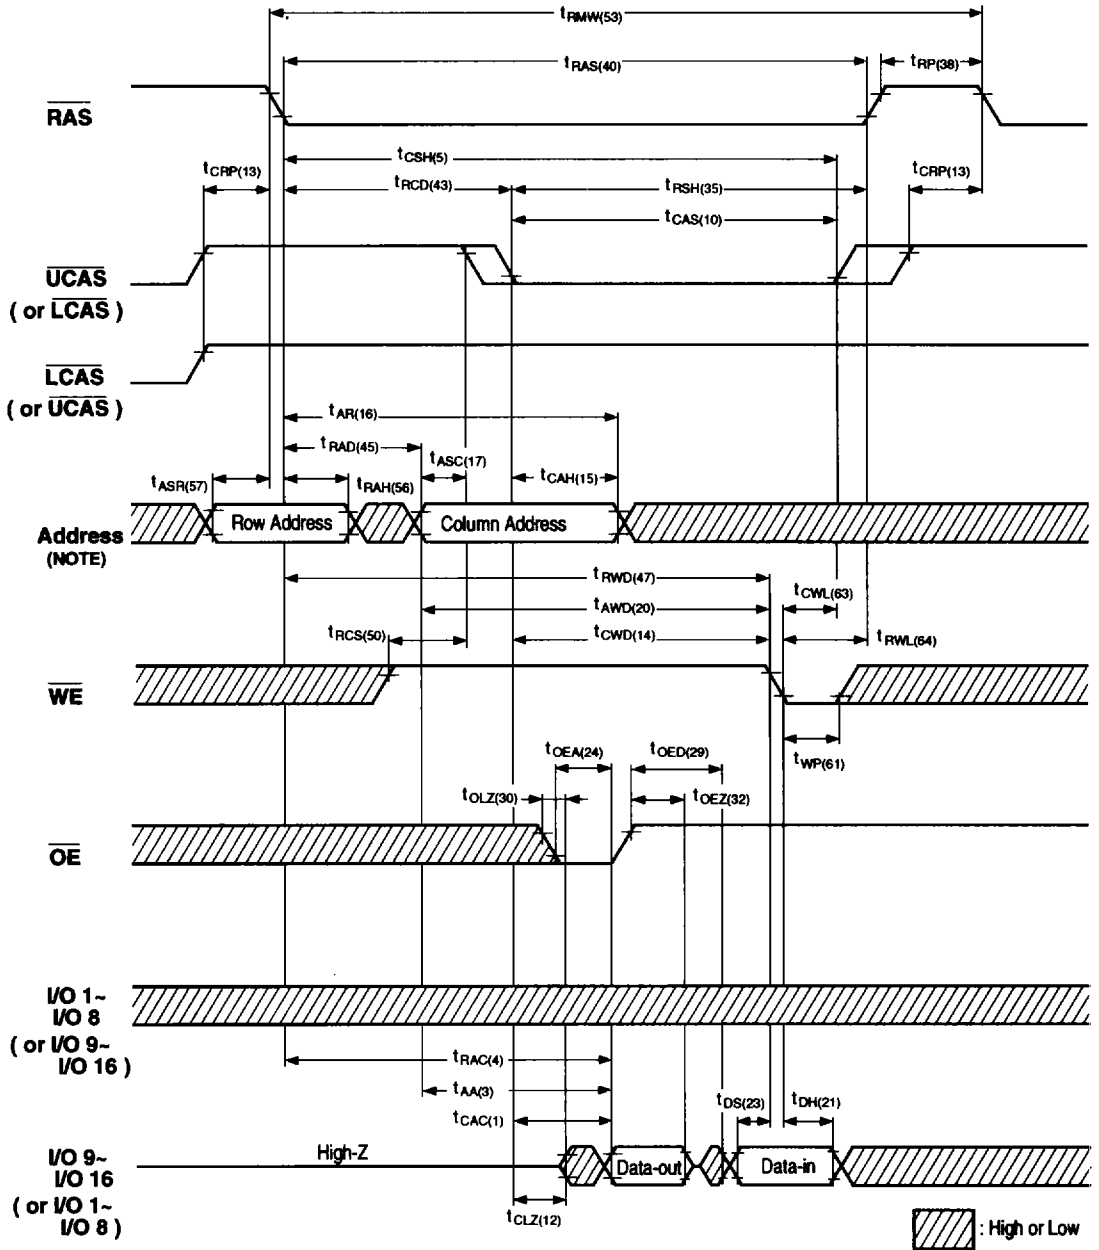 tRMW(53)
tRAS(40)
tRP(38)
RAS
tCSH(5)
tCRP(13)
tRCD(43)
tRSH(35)
tCRP(13)
tCAS(10)
UCAS
( or LCAS )
LCAS
( or UCAS )
tAR(16)
tRAD(45)
tASC(17)
tASR(57)
tRAH(56)
tCAH(15)
Row Address
Column Address
Address
(NOTE)
tRWD(47)
tCWL(63)
tAWD(20)
tRCS(50)
tCWD(14)
tRWL(64)
WE
tOEA(24)
tOED(29)
tWP(61)
tOLZ(30)
tOEZ(32)
OE
I/O 1~
I/O 8
( or I/O 9~
I/O 16 )
tRAC(4)
tAA(3)
tDS(23)
tDH(21)
tCAC(1)
High-Z
I/O 9~
I/O 16
Data-out
Data-in
( or I/O 1~
I/O 8 )
tCLZ(12)
: High or Low